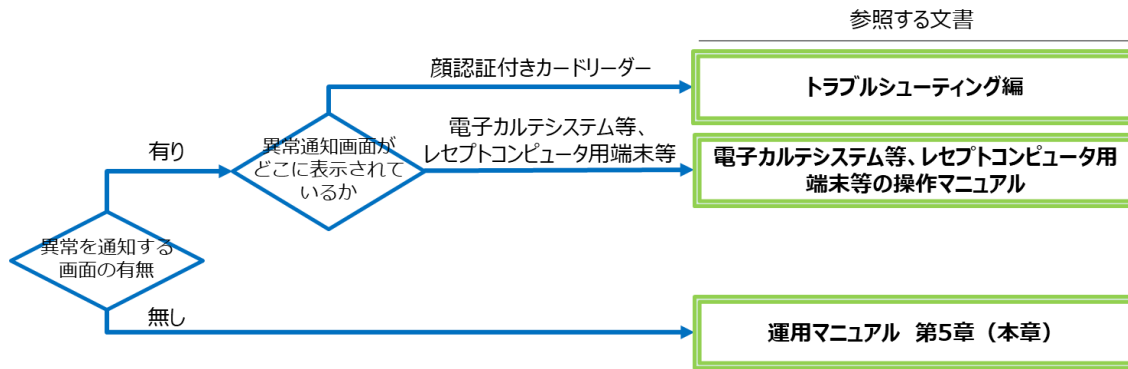 参照する文書
顔認証付きカードリーダー
トラブルシューティング編
有り
異常通知画面が
どこに表示されて
いるか
電子カルテシステム等、
レセプトコンピュータ用端末等
電子カルテシステム等、レセプトコンピュータ用
端末等の操作マニュアル
異常を通知する
画面の有無
無し
運用マニュアル 第5章（本章）